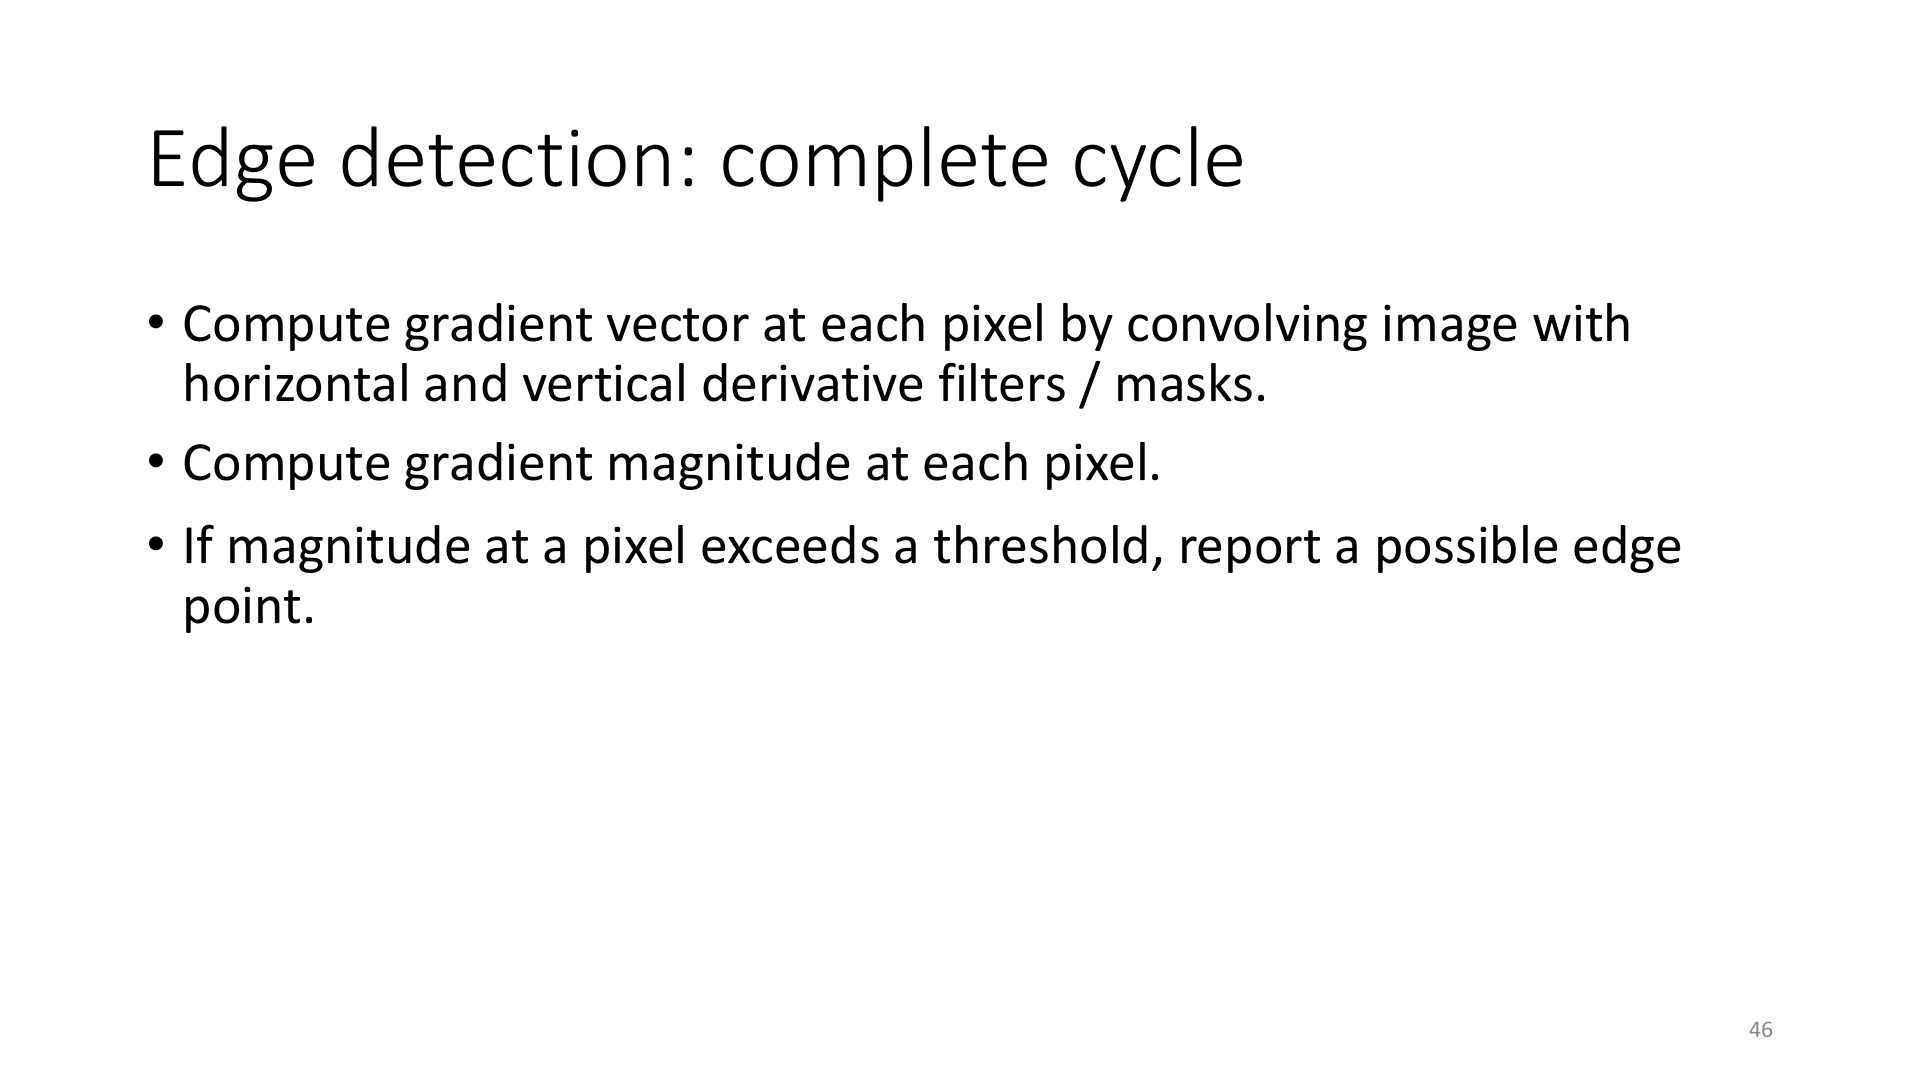 Edge detection: complete cycle
• Compute gradient vector at each pixel by convolving image with
horizontal and vertical derivative filters / masks.
• Compute gradient magnitude at each pixel.
• If magnitude at a pixel exceeds a threshold, report a possible edge
point.
46